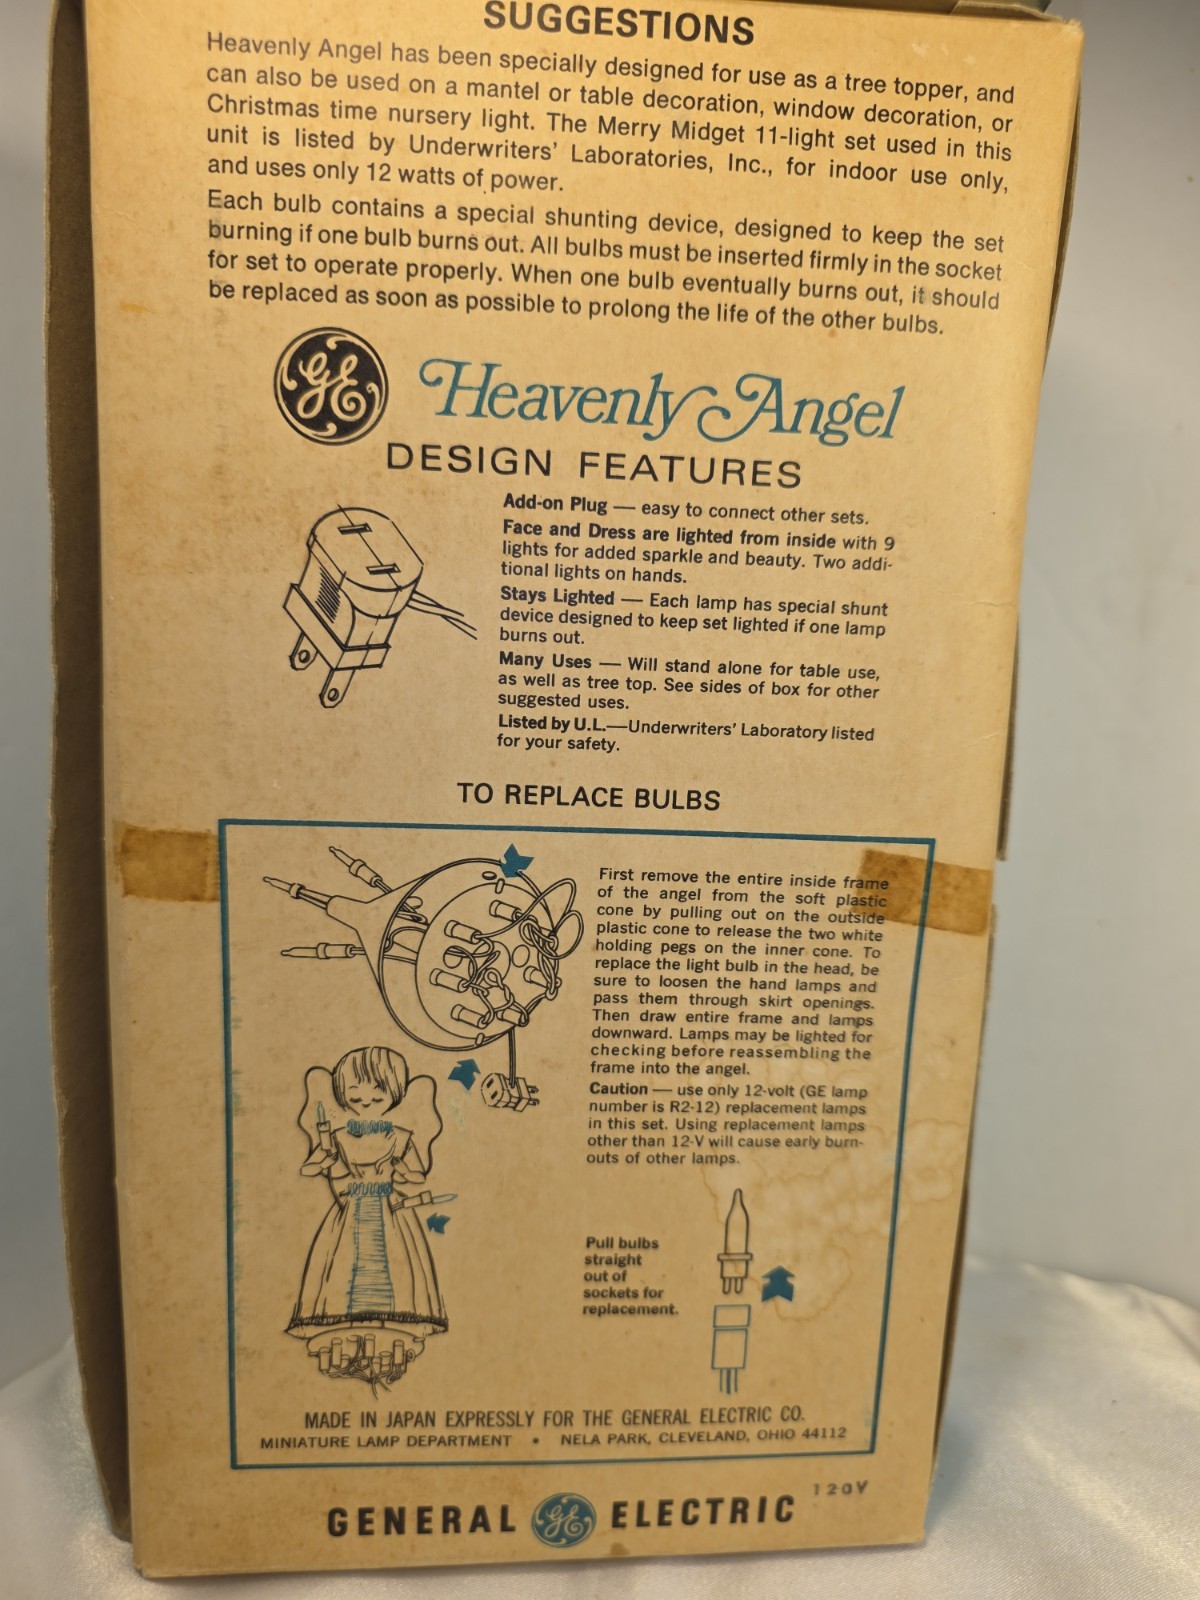 SUGGESTIONS
Heavenly Angel has been specially designed for use as a tree topper, and
can also be used on a mantel or table decoration, window decoration, or
Christmas time nursery light. The Merry Midget 11-light set used in this
unit is listed by Underwriters' Laboratories, Inc., for indoor use only,
and uses only 12 watts of power.
Each bulb contains a special shunting device, designed to keep the set
burning if one bulb burns out. All bulbs must be inserted firmly in the socket
for set to operate properly. When one bulb eventually burns out, it should
be replaced as soon as possible to prolong the life of the other bulbs.
GE
Heavenly Angel
DESIGN FEATURES
Add-on Plug — easy to connect other sets.
Face and Dress are lighted from inside with 9
lights for added sparkle and beauty. Two addi-
tional lights on hands.
Stays Lighted — Each lamp has special shunt
device designed to keep set lighted if one lamp
burns out.
Many Uses — Will stand alone for table use,
as well as tree top. See sides of box for other
suggested uses.
Listed by U.L.—Underwriters' Laboratory listed
for your safety.
TO REPLACE BULBS
First remove the entire inside frame
of the angel from the soft plastic
cone by pulling out on the outside
plastic cone to release the two white
holding pegs on the inner cone. To
replace the light bulb in the head, be
sure to loosen the hand lamps and
pass them through skirt openings.
Then draw entire frame and lamps
downward. Lamps may be lighted for
checking before reassembling the
frame into the angel.
Caution — use only 12-volt (GE lamp
number is R2-12) replacement lamps
in this set. Using replacement lamps
other than 12-V will cause early burn-
outs of other lamps.
Pull bulbs
straight
out of
sockets for
replacement.
MADE IN JAPAN EXPRESSLY FOR THE GENERAL ELECTRIC CO.
MINIATURE LAMP DEPARTMENT • NELA PARK, CLEVELAND, OHIO 44112
120V
GENERAL GE ELECTRIC